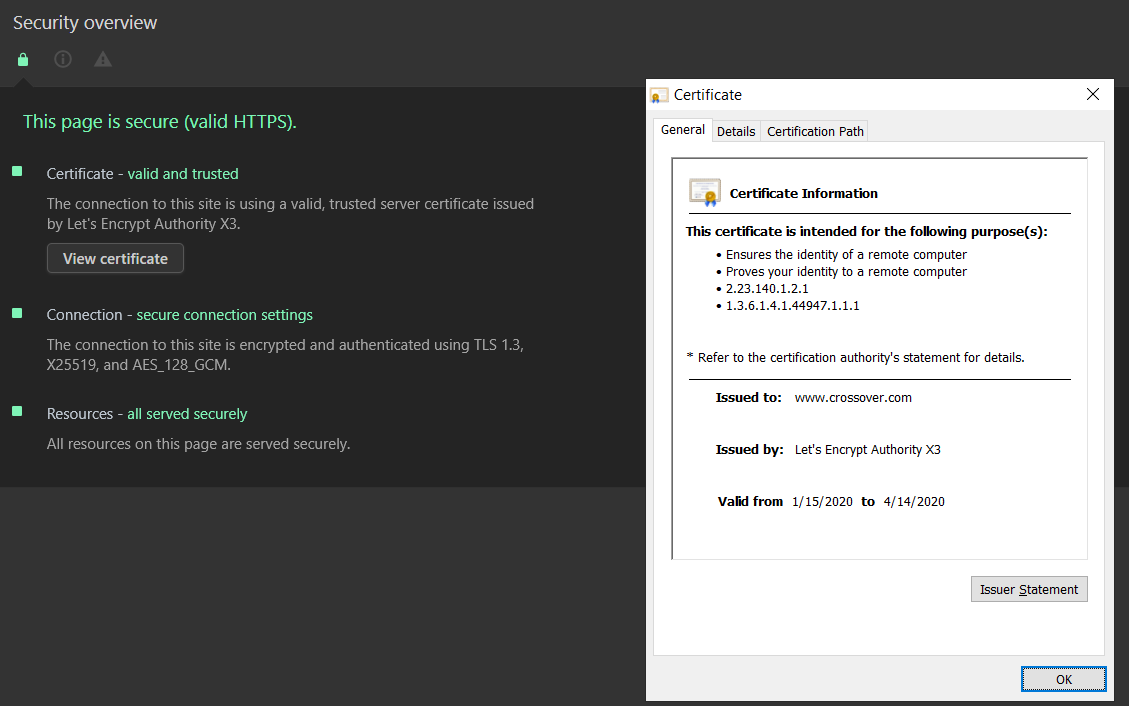 Security overview
This page is secure (valid HTTPS).
Certificate - valid and trusted
The connection to this site is using a valid, trusted server certificate issued
by Let's Encrypt Authority X3.
View certificate
Connection - secure connection settings
The connection to this site is encrypted and authenticated using TLS 1.3,
X25519, and AES_128_GCM.
Resources - all served securely
All resources on this page are served securely.
Certificate
General Details Certification Path
Certificate Information
This certificate is intended for the following purpose(s):
• Ensures the identity of a remote computer
• Proves your identity to a remote computer
• 2.23.140.1.2.1
• 1.3.6.1.4.1.44947.1.1.1
* Refer to the certification authority's statement for details.
Issued to: www.crossover.com
Issued by: Let's Encrypt Authority X3
Valid from 1/15/2020 to 4/14/2020
Issuer Statement
OK